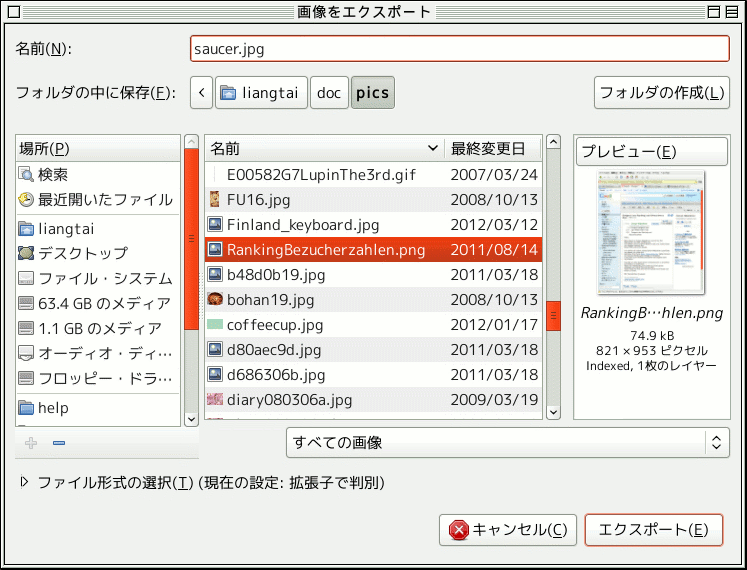 画像をエクスポート
名前(N):
saucer.jpg
フォルダの中に保存(F):
< liangtai doc pics
フォルダの作成(L)
場所(P)
検索
最近開いたファイル
liangtai
デスクトップ
ファイル・システム
63.4 GB のメディア
1.1 GB のメディア
オーディオ・ディ…
フロッピー・ドラ…
help
名前 最終変更日
E00582G7LupinThe3rd.gif 2007/03/24
FU16.jpg 2008/10/13
Finland_keyboard.jpg 2012/03/12
RankingBezucherzahlen.png 2011/08/14
b48d0b19.jpg 2011/03/18
bohan19.jpg 2008/10/13
coffeecup.jpg 2012/01/17
d80aec9d.jpg 2011/03/18
d686306b.jpg 2011/03/18
diary080306a.jpg 2009/03/19
プレビュー(E)
RankingB…hlen.png
74.9 kB
821 × 953 ピクセル
Indexed, 1枚のレイヤー
すべての画像
ファイル形式の選択(T) (現在の設定: 拡張子で判別)
キャンセル(C)
エクスポート(E)